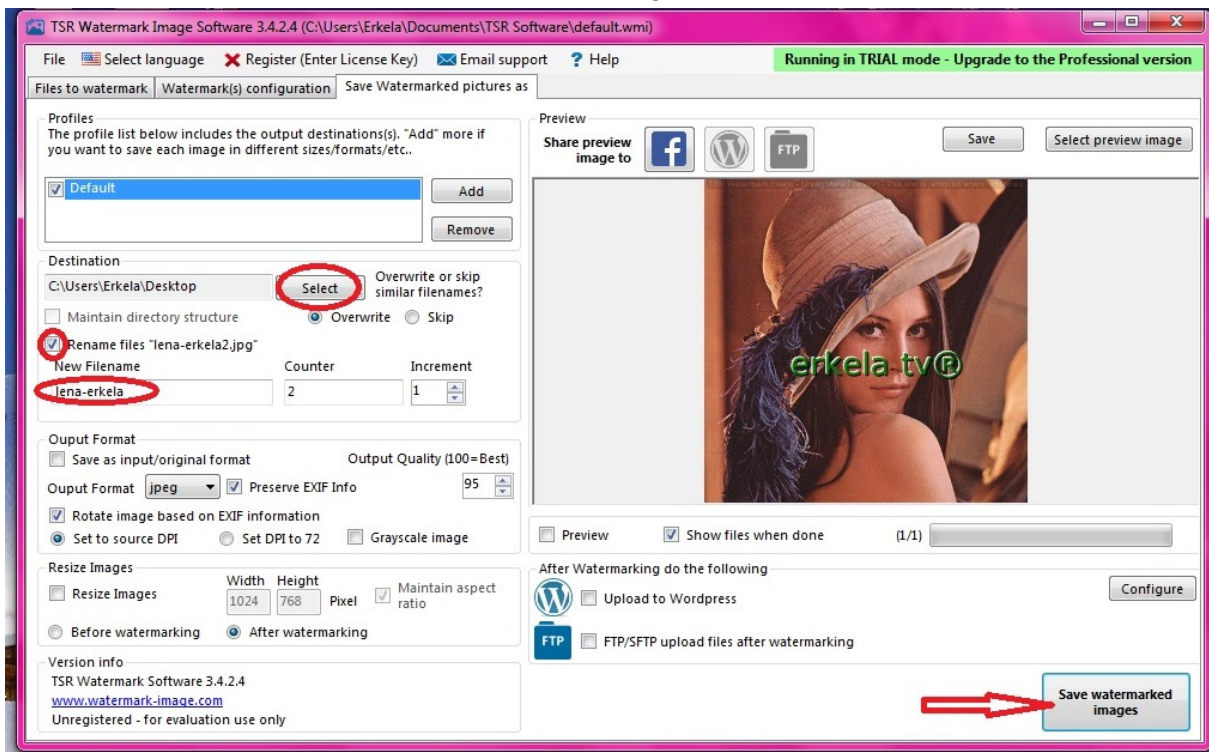 TSR Watermark Image Software 3.4.2.4 (C:\Users\Erkela\Documents\TSR Software\default.wmi)
File Select language Register (Enter License Key) Email support Help Running in TRIAL mode - Upgrade to the Professional version
Files to watermark Watermark(s) configuration Save Watermarked pictures as
Profiles
The profile list below includes the output destinations(s). "Add" more if
you want to save each image in different sizes/formats/etc..
Default
Add
Remove
Destination
C:\Users\Erkela\Desktop Select Overwrite or skip
similar filenames?
Maintain directory structure Overwrite Skip
Rename files "lena-erkela2.jpg"
New Filename Counter Increment
lena-erkela 2 1
Ouput Format
Save as input/original format Output Quality (100=Best)
Ouput Format jpeg Preserve EXIF Info 95
Rotate image based on EXIF information
Set to source DPI Set DPI to 72 Grayscale image
Resize Images
Resize Images Width Height
1024 768 Pixel Maintain aspect
ratio
Before watermarking After watermarking
Version info
TSR Watermark Software 3.4.2.4
www.watermark-image.com
Unregistered - for evaluation use only
Preview
Share preview
image to
FTP
Save Select preview image
erkela tv®
Preview Show files when done (1/1)
After Watermarking do the following
Upload to Wordpress Configure
FTP FTP/SFTP upload files after watermarking
Save watermarked
images